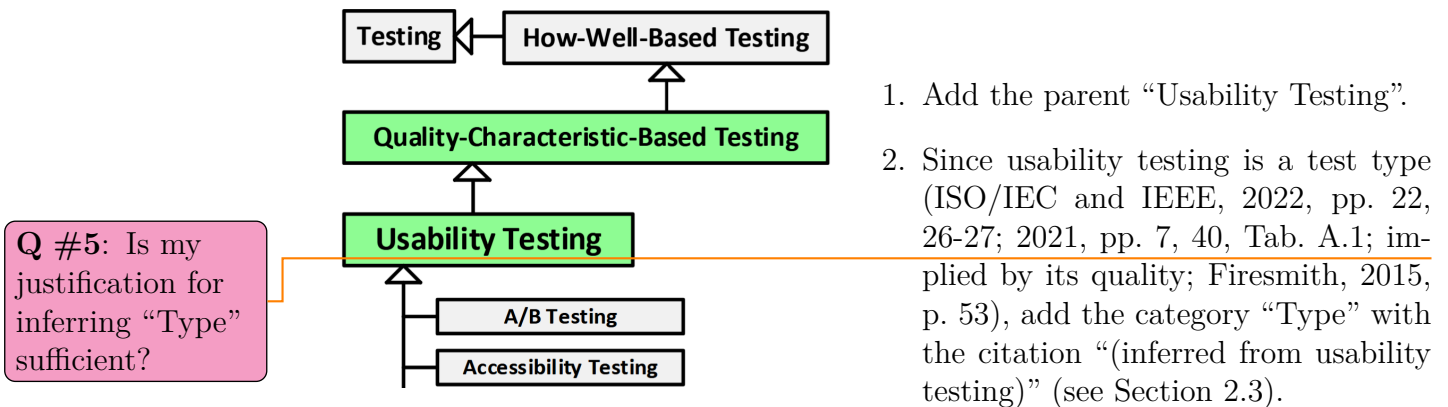 Testing
How-Well-Based Testing
Quality-Characteristic-Based Testing
Usability Testing
A/B Testing
Accessibility Testing
Q #5: Is my
justification for
inferring “Type”
sufficient?
1. Add the parent “Usability Testing”.
2. Since usability testing is a test type
(ISO/IEC and IEEE, 2022, pp. 22,
26-27; 2021, pp. 7, 40, Tab. A.1; im-
plied by its quality; Firesmith, 2015,
p. 53), add the category “Type” with
the citation “(inferred from usability
testing)” (see Section 2.3).